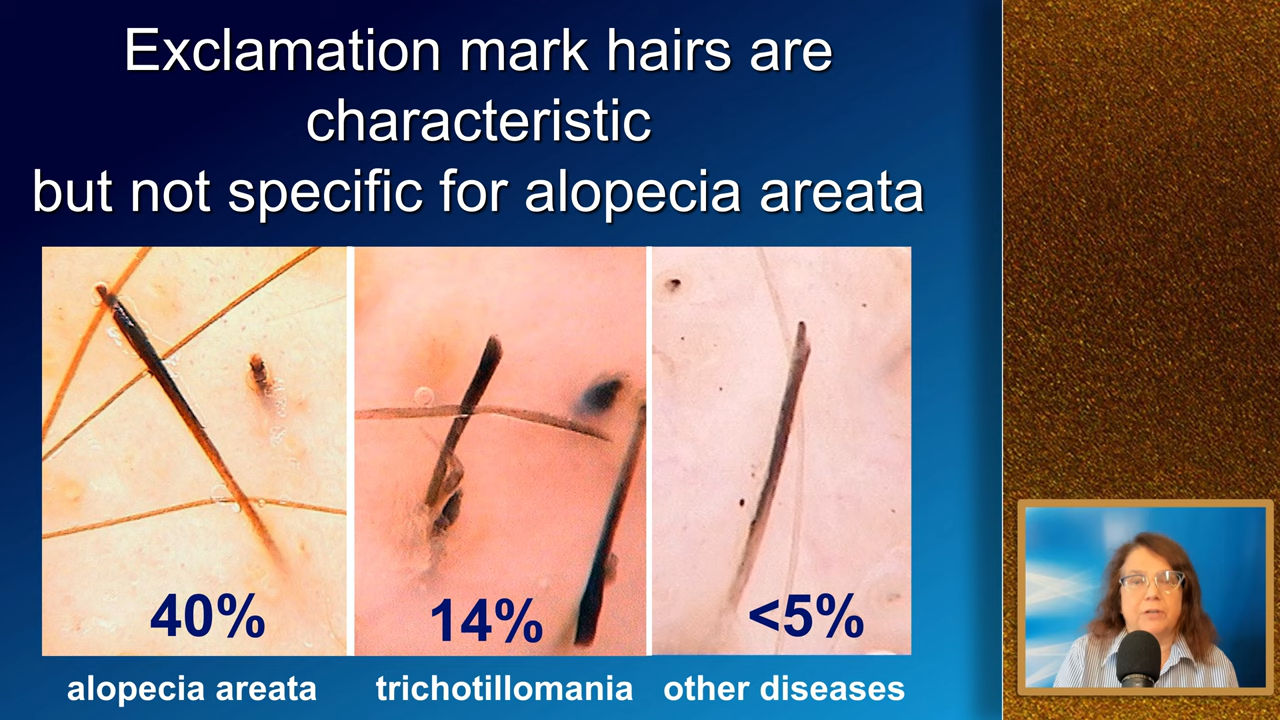 Exclamation mark hairs are
characteristic
but not specific for alopecia areata
40%
14%
<5%
alopecia areata
trichotillomania
other diseases